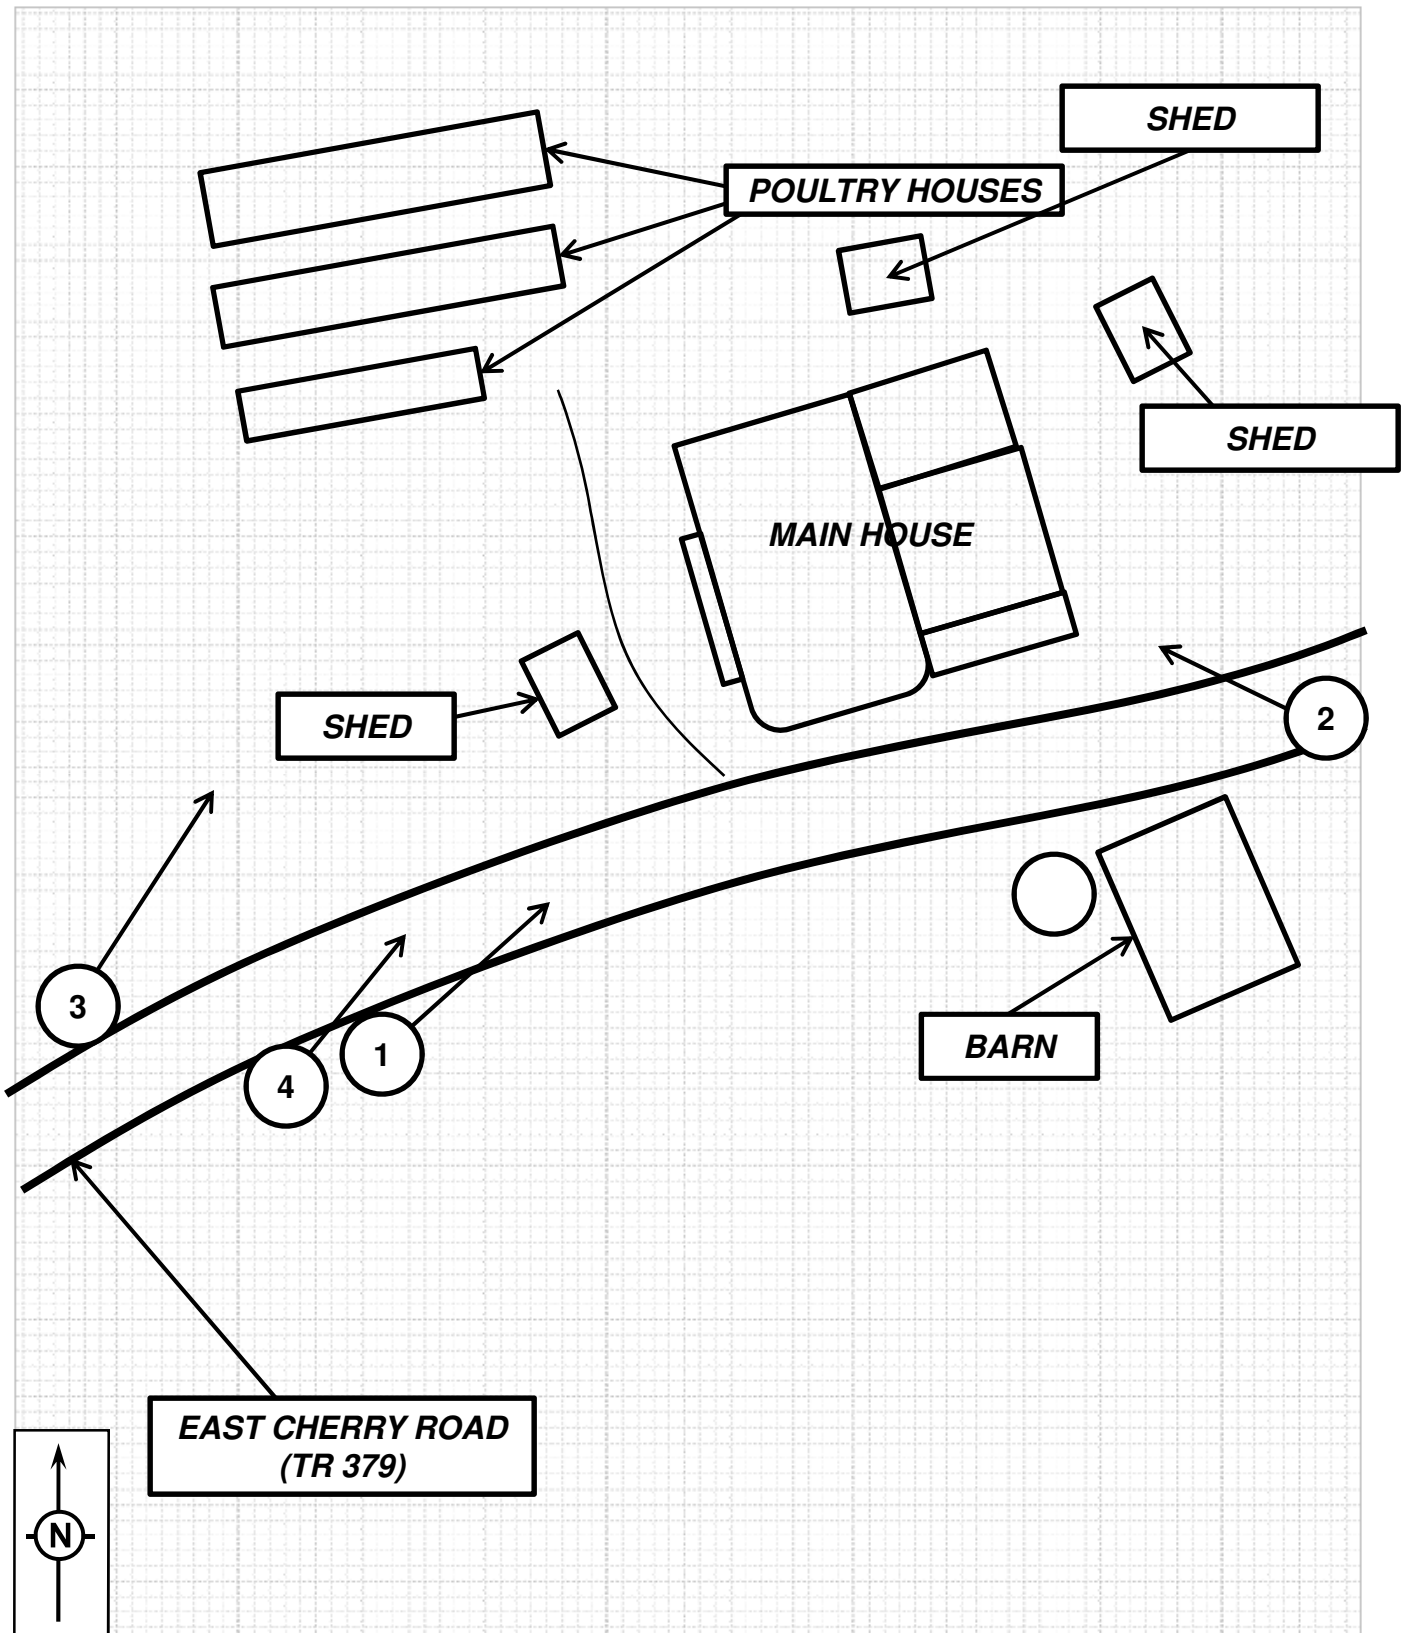 SHED
POULTRY HOUSES
SHED
MAIN HOUSE
SHED
2
3
1
4
BARN
EAST CHERRY ROAD
(TR 379)
N